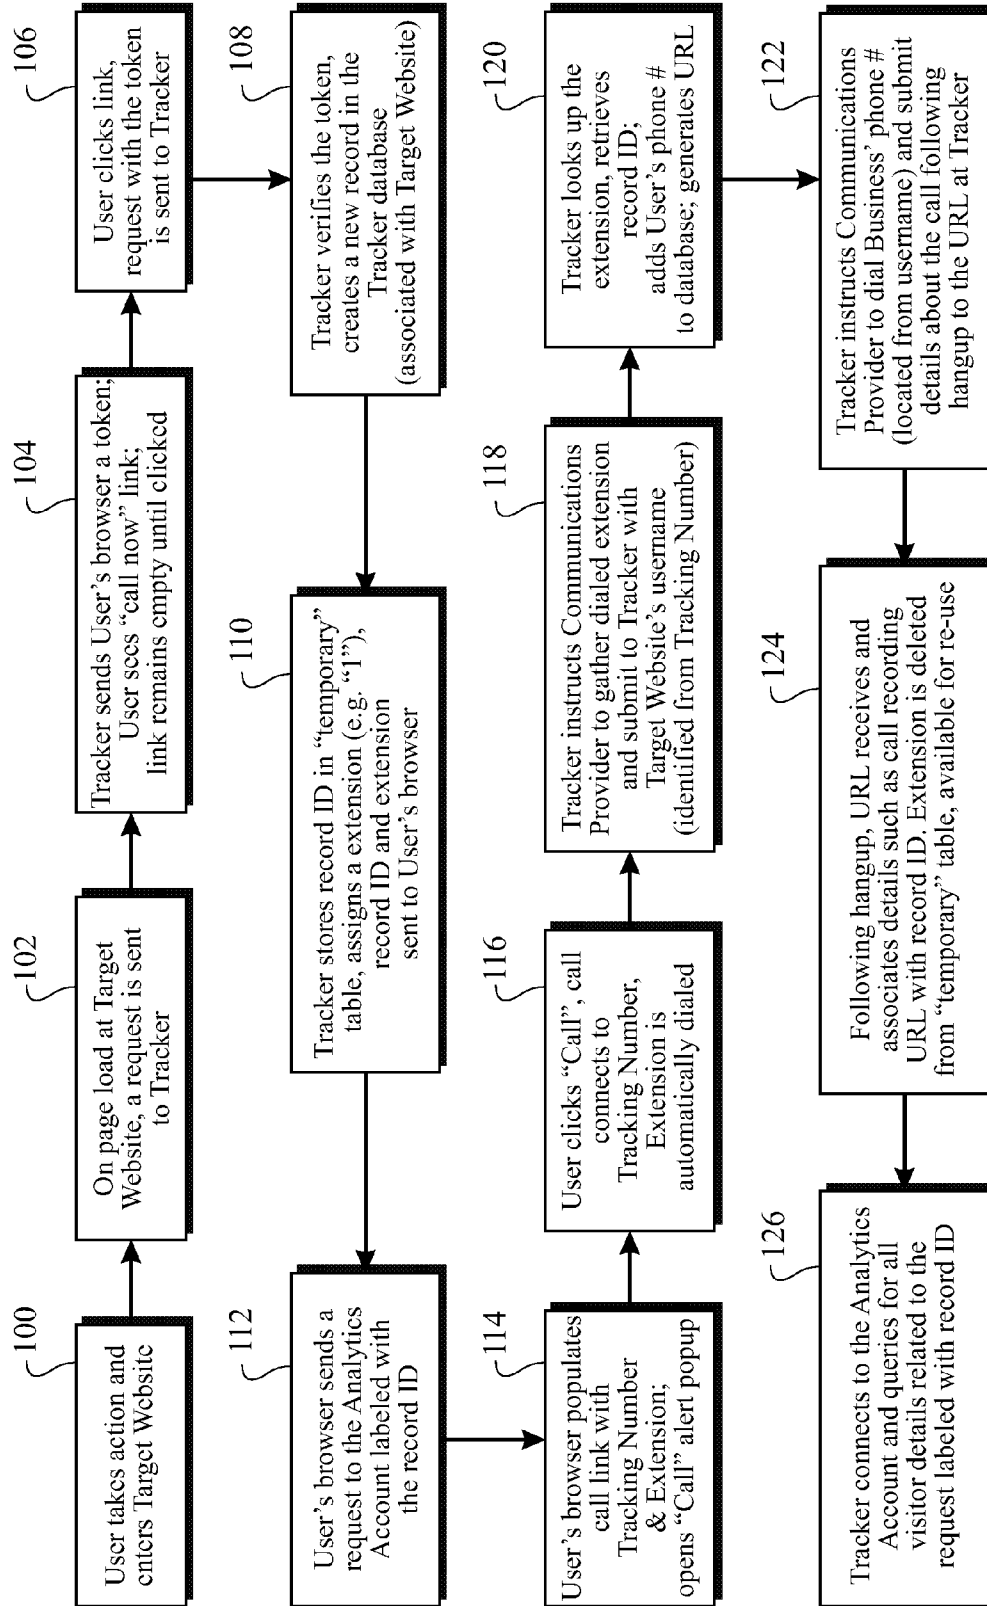 100
User takes action and
enters Target Website
102
On page load at Target
Website, a request is sent
to Tracker
104
Tracker sends User's browser a token;
User sees “call now” link;
link remains empty until clicked
106
User clicks link,
request with the token
is sent to Tracker
108
Tracker verifies the token,
creates a new record in the
Tracker database
(associated with Target Website)
110
Tracker stores record ID in “temporary”
table, assigns a extension (e.g. “1”),
record ID and extension
sent to User's browser
112
User's browser sends a
request to the Analytics
Account labeled with
the record ID
114
User's browser populates
call link with
Tracking Number
& Extension;
opens “Call” alert popup
116
User clicks “Call”, call
connects to
Tracking Number,
Extension is
automatically dialed
118
Tracker instructs Communications
Provider to gather dialed extension
and submit to Tracker with
Target Website's username
(identified from Tracking Number)
120
Tracker looks up the
extension, retrieves
record ID;
adds User's phone #
to database; generates URL
122
Tracker instructs Communications
Provider to dial Business' phone #
(located from username) and submit
details about the call following
hangup to the URL at Tracker
124
Following hangup, URL receives and
associates details such as call recording
URL with record ID. Extension is deleted
from “temporary” table, available for re-use
126
Tracker connects to the Analytics
Account and queries for all
visitor details related to the
request labeled with record ID